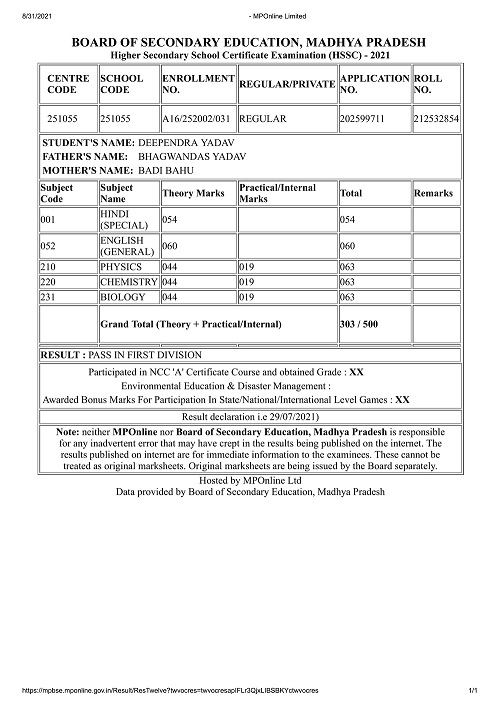 8/31/2021 - MPOnline Limited
BOARD OF SECONDARY EDUCATION, MADHYA PRADESH
Higher Secondary School Certificate Examination (HSSC) - 2021
CENTRE CODE SCHOOL CODE ENROLLMENT NO. REGULAR/PRIVATE APPLICATION NO. ROLL NO.
251055 251055 A16/252002/031 REGULAR 202599711 212532854
STUDENT'S NAME: DEEPENDRA YADAV
FATHER'S NAME: BHAGWANDAS YADAV
MOTHER'S NAME: BADI BAHU
Subject Code Subject Name Theory Marks Practical/Internal Marks Total Remarks
001 HINDI (SPECIAL) 054 054
052 ENGLISH (GENERAL) 060 060
210 PHYSICS 044 019 063
220 CHEMISTRY 044 019 063
231 BIOLOGY 044 019 063
Grand Total (Theory + Practical/Internal) 303 / 500
RESULT : PASS IN FIRST DIVISION
Participated in NCC 'A' Certificate Course and obtained Grade : XX
Environmental Education & Disaster Management :
Awarded Bonus Marks For Participation In State/National/International Level Games : XX
Result declaration i.e 29/07/2021)
Note: neither MPOnline nor Board of Secondary Education, Madhya Pradesh is responsible
for any inadvertent error that may have crept in the results being published on the internet. The
results published on internet are for immediate information to the examinees. These cannot be
treated as original marksheets. Original marksheets are being issued by the Board separately.
Hosted by MPOnline Ltd
Data provided by Board of Secondary Education, Madhya Pradesh
https://mpbse.mponline.gov.in/Result/ResTwelve?twvocres=twvocresapIFLr3QjxLIBSBKYctwvocres 1/1